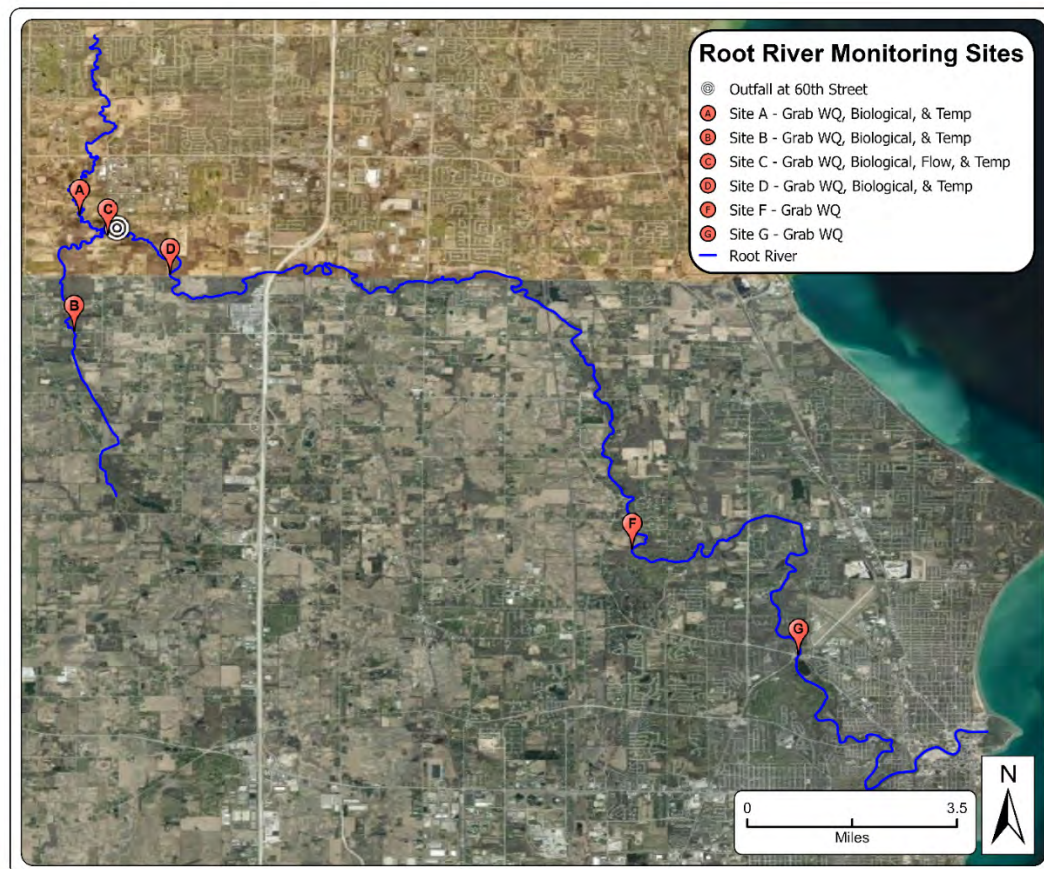 Root River Monitoring Sites
Outfall at 60th Street
A Site A - Grab WQ, Biological, & Temp
B Site B - Grab WQ, Biological, & Temp
C Site C - Grab WQ, Biological, Flow, & Temp
D Site D - Grab WQ, Biological, & Temp
F Site F - Grab WQ
G Site G - Grab WQ
Root River
A
C
D
B
F
G
0 3.5
Miles
N